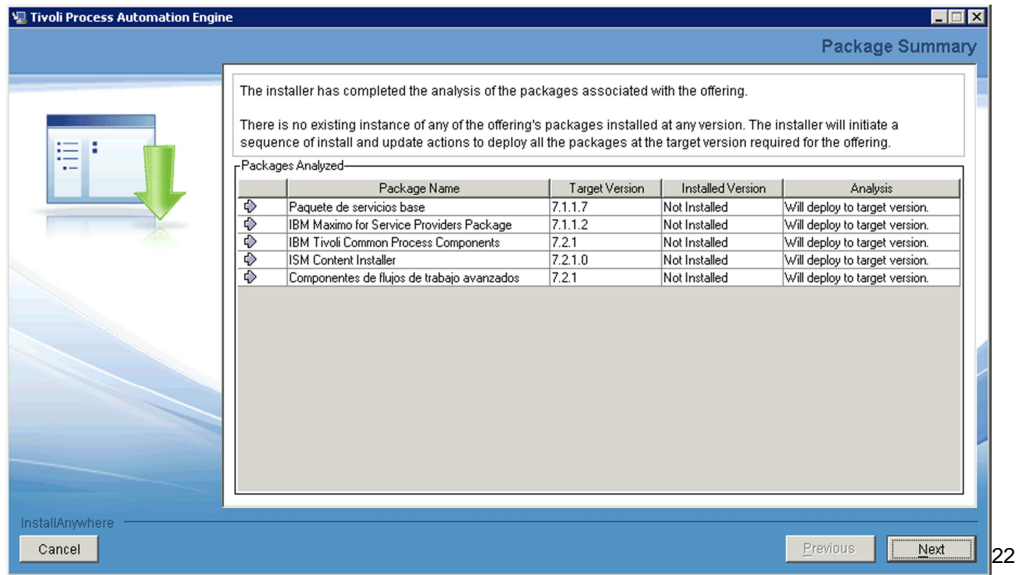 Tivoli Process Automation Engine
Package Summary
The installer has completed the analysis of the packages associated with the offering.
There is no existing instance of any of the offering's packages installed at any version. The installer will initiate a
sequence of install and update actions to deploy all the packages at the target version required for the offering.
Packages Analyzed
Package Name Target Version Installed Version Analysis
Paquete de servicios base 7.1.1.7 Not Installed Will deploy to target version.
IBM Maximo for Service Providers Package 7.1.1.2 Not Installed Will deploy to target version.
IBM Tivoli Common Process Components 7.2.1 Not Installed Will deploy to target version.
ISM Content Installer 7.2.1.0 Not Installed Will deploy to target version.
Componentes de flujos de trabajo avanzados 7.2.1 Not Installed Will deploy to target version.
InstallAnywhere
Cancel Previous Next
22